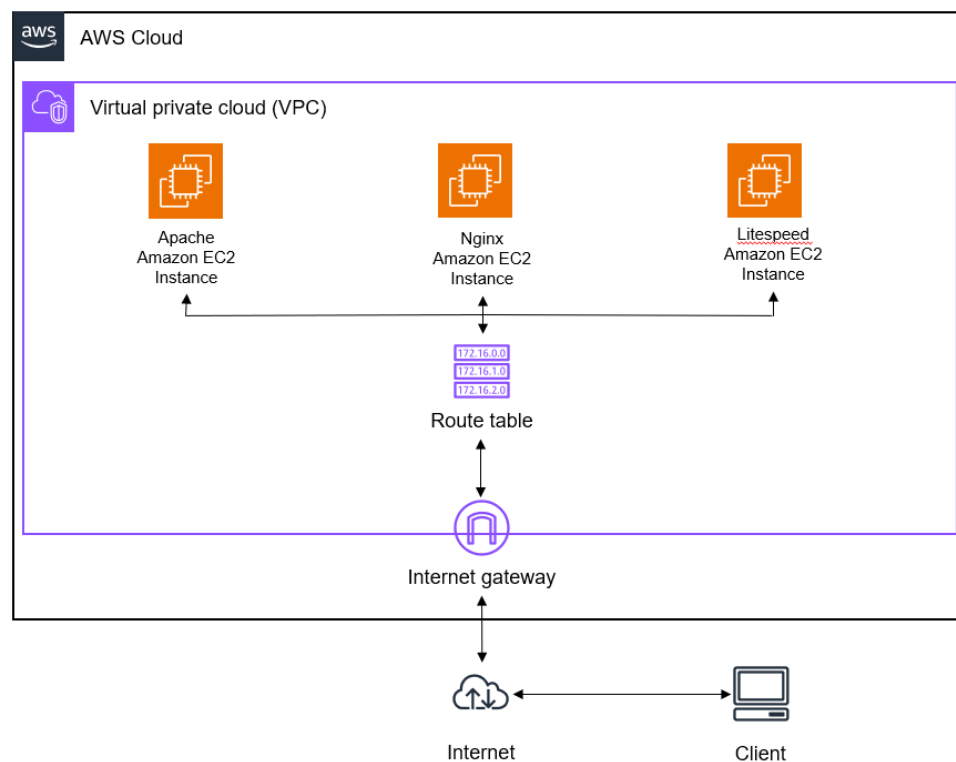 aws
AWS Cloud
Virtual private cloud (VPC)
Apache
Amazon EC2
Instance
Nginx
Amazon EC2
Instance
Litespeed
Amazon EC2
Instance
172.16.0.0
172.16.1.0
172.16.2.0
Route table
Internet gateway
Internet
Client